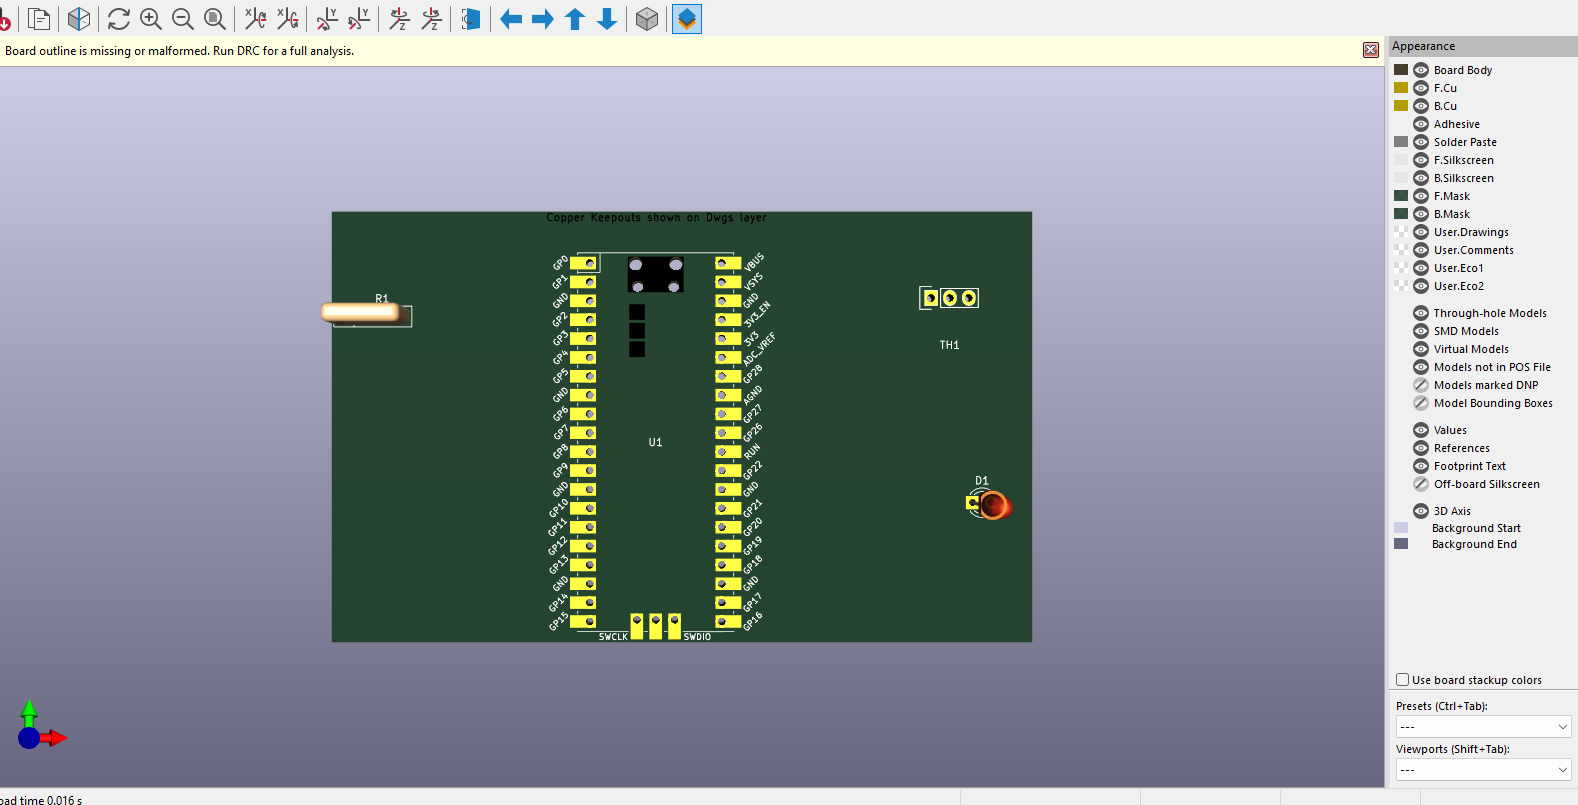 Board outline is missing or malformed. Run DRC for a full analysis.
Copper Keepouts shown on Dwgs layer
R1
GP0
GP1
GND
GP2
GP3
GP4
GP5
GND
GP6
GP7
GP8
GP9
GND
GP10
GP11
GP12
GP13
GND
GP14
GP15
U1
SWCLK
SWDIO
VBUS
VSYS
GND
3V3_EN
3V3
ADC_VREF
GP28
AGND
GP27
GP26
RUN
GP22
GND
GP21
GP20
GP19
GP18
GND
GP17
GP16
TH1
D1
Appearance
Board Body
F.Cu
B.Cu
Adhesive
Solder Paste
F.Silkscreen
B.Silkscreen
F.Mask
B.Mask
User.Drawings
User.Comments
User.Eco1
User.Eco2
Through-hole Models
SMD Models
Virtual Models
Models not in POS File
Models marked DNP
Model Bounding Boxes
Values
References
Footprint Text
Off-board Silkscreen
3D Axis
Background Start
Background End
Use board stackup colors
Presets (Ctrl+Tab):
---
Viewports (Shift+Tab):
---
oad time 0.016 s